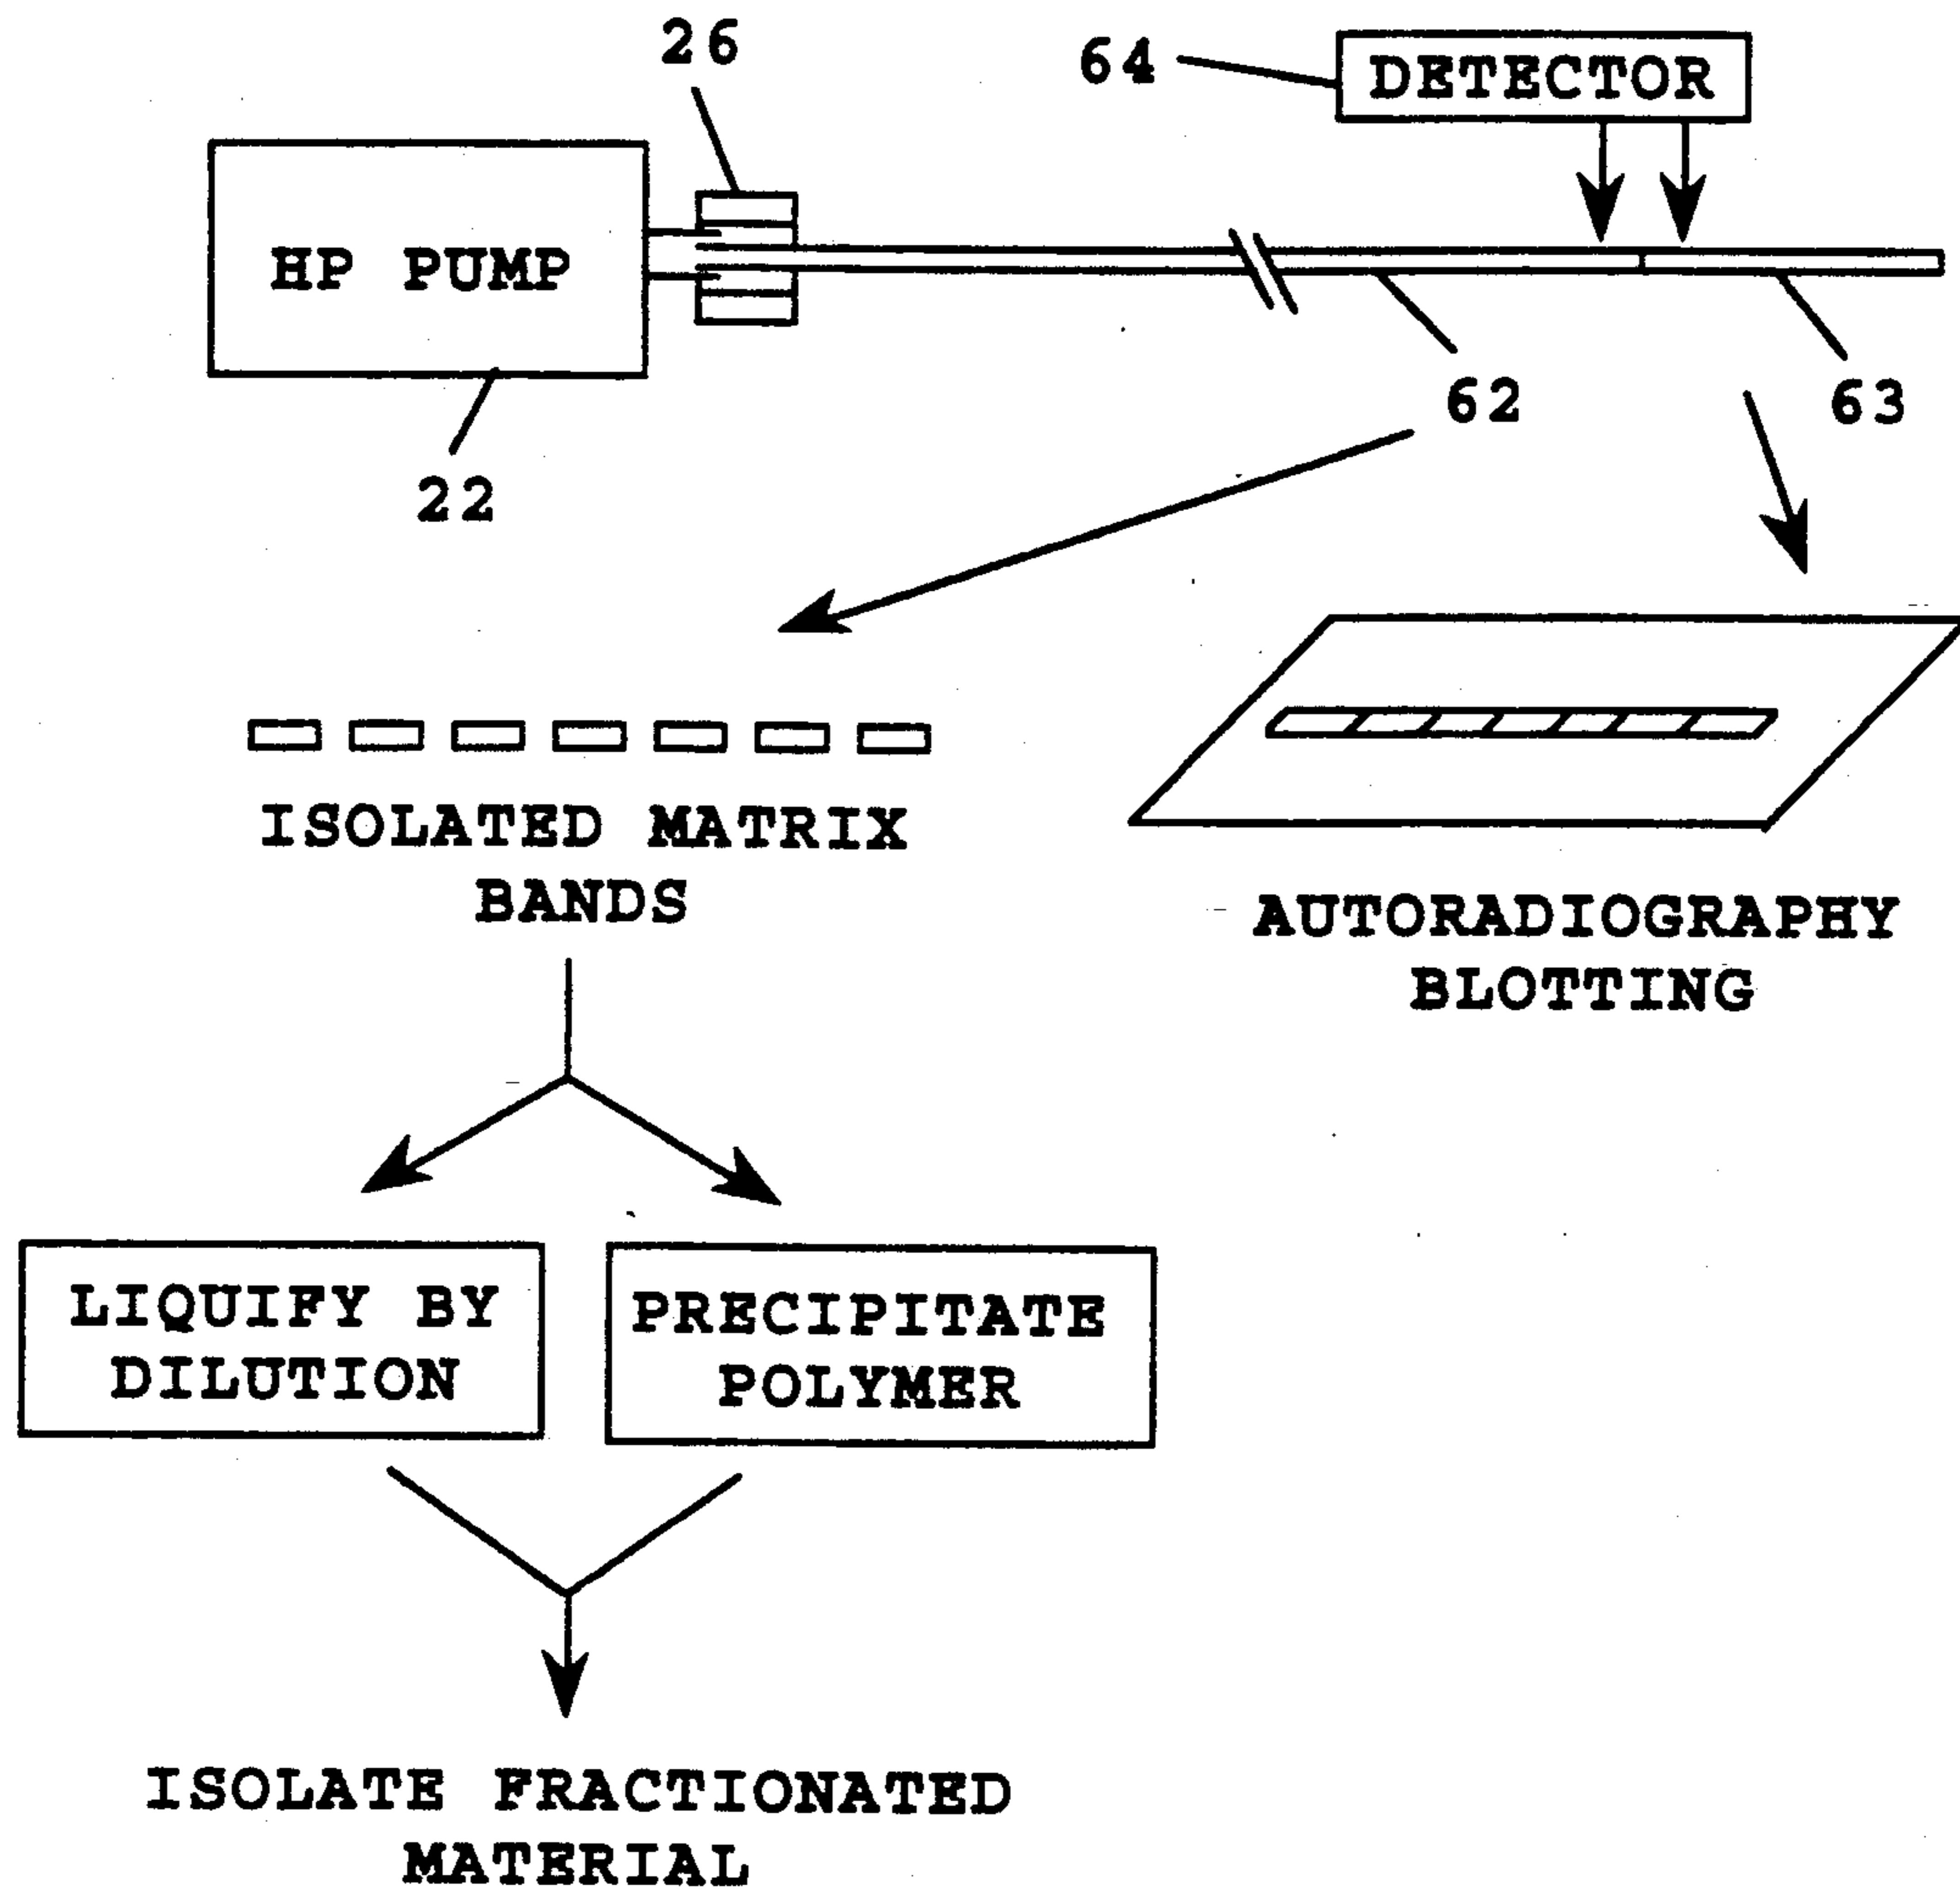 26
64
DETECTOR
HP PUMP
62
63
22
ISOLATED MATRIX
BANDS
AUTORADIOGRAPHY
BLOTTING
LIQUIFY BY
DILUTION
PRECIPITATE
POLYMER
ISOLATE FRACTIONATED
MATERIAL